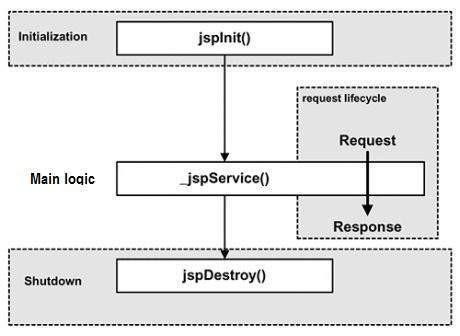 Initialization
jspInit()
request lifecycle
Request
Main logic
_jspService()
Response
Shutdown
jspDestroy()